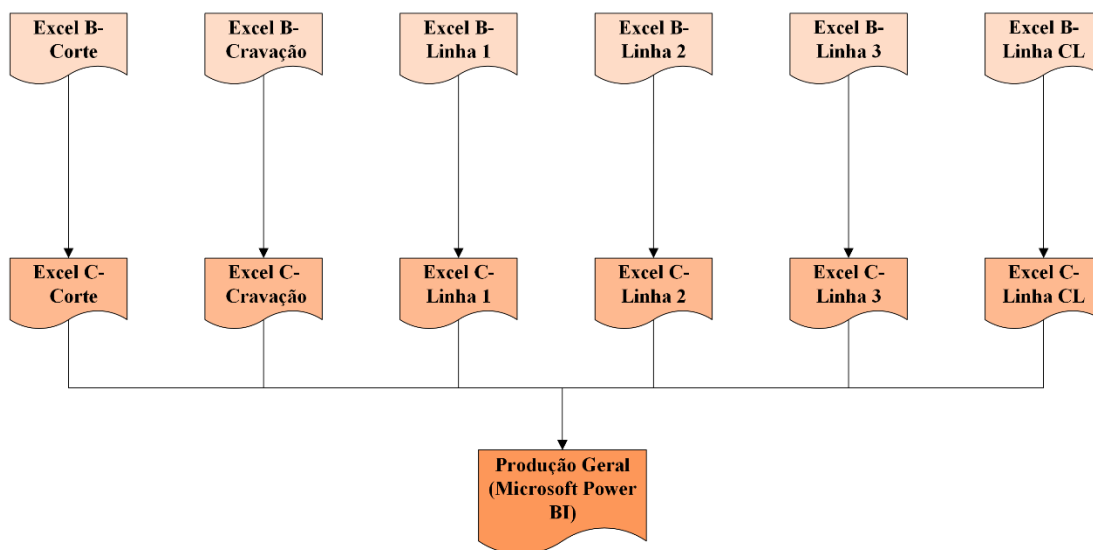 Excel B-
Corte
Excel B-
Cravação
Excel B-
Linha 1
Excel B-
Linha 2
Excel B-
Linha 3
Excel B-
Linha CL
Excel C-
Corte
Excel C-
Cravação
Excel C-
Linha 1
Excel C-
Linha 2
Excel C-
Linha 3
Excel C-
Linha CL
Produção Geral
(Microsoft Power
BI)